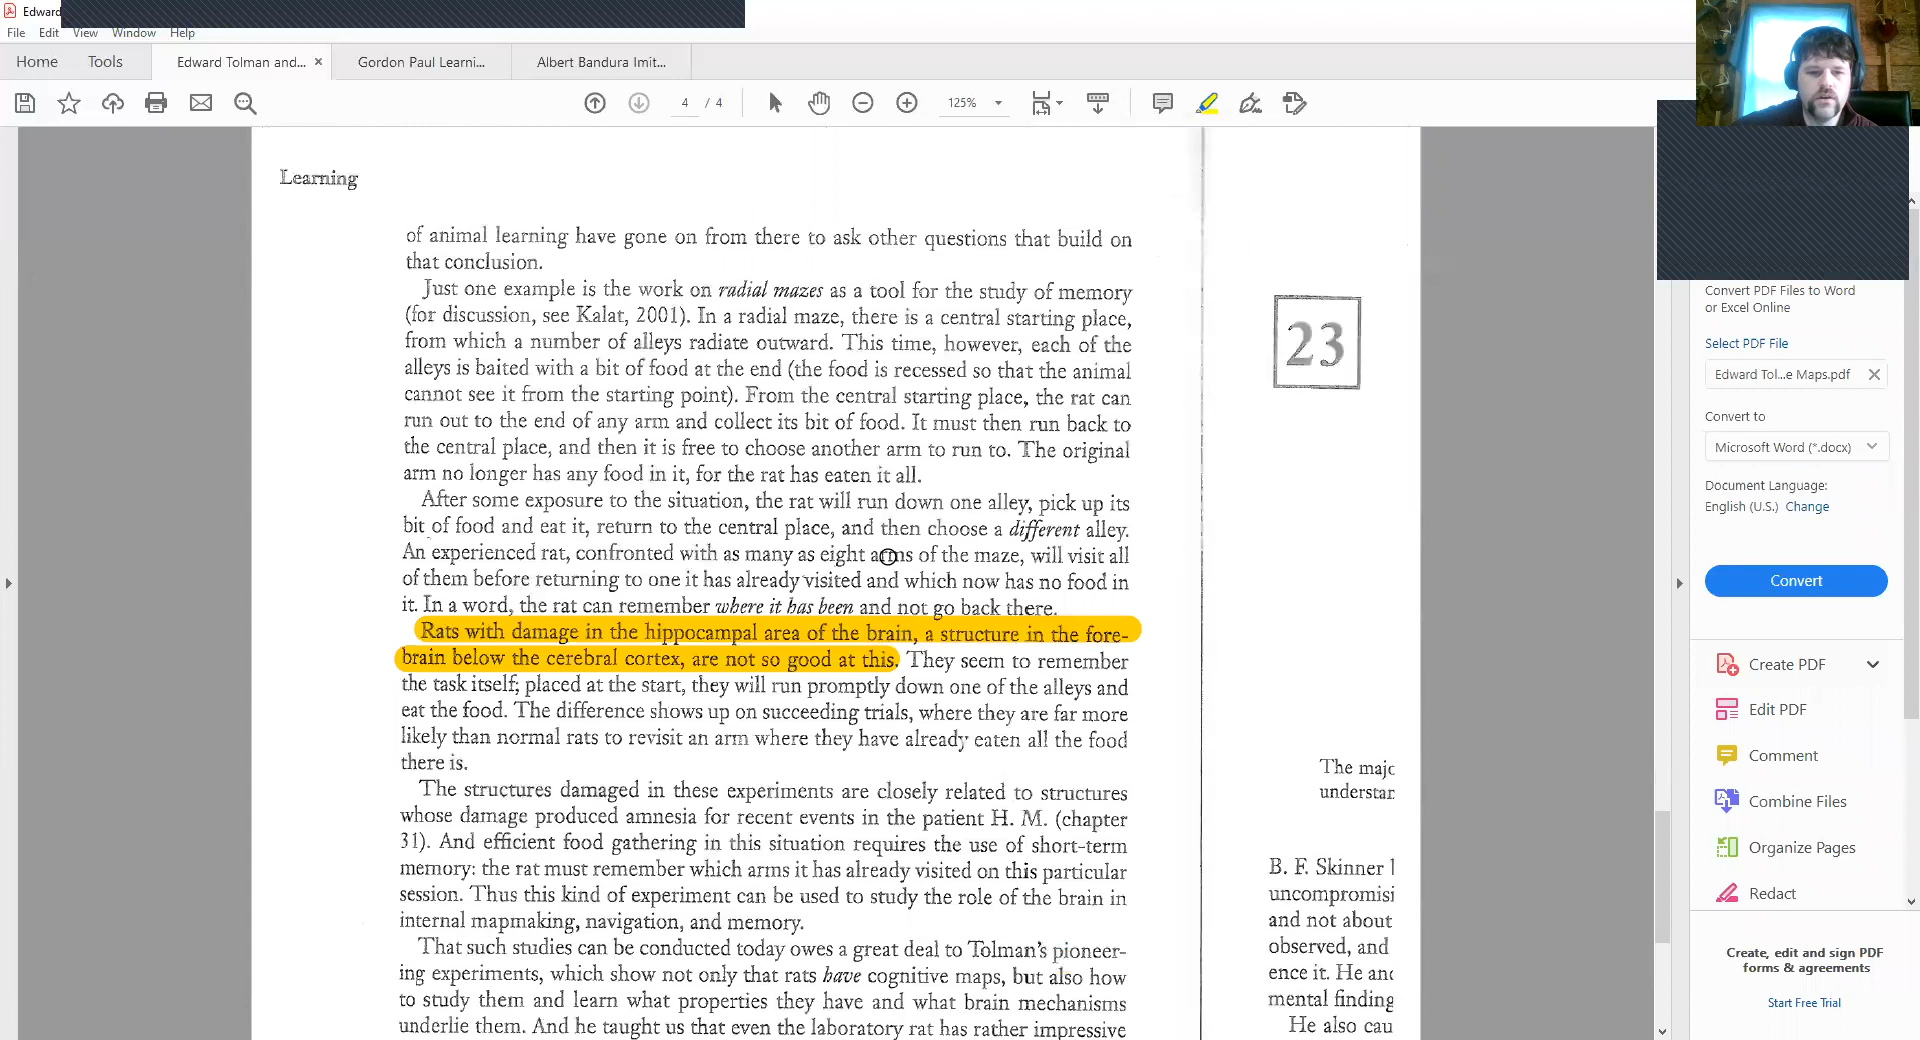 Edward
File Edit View Window Help
Home Tools Edward Tolman and... × Gordon Paul Learni... Albert Bandura Imit...
4 / 4 125%
Learning
of animal learning have gone on from there to ask other questions that build on
that conclusion.
Just one example is the work on radial mazes as a tool for the study of memory
(for discussion, see Kalat, 2001). In a radial maze, there is a central starting place,
from which a number of alleys radiate outward. This time, however, each of the
alleys is baited with a bit of food at the end (the food is recessed so that the animal
cannot see it from the starting point). From the central starting place, the rat can
run out to the end of any arm and collect its bit of food. It must then run back to
the central place, and then it is free to choose another arm to run to. The original
arm no longer has any food in it, for the rat has eaten it all.
After some exposure to the situation, the rat will run down one alley, pick up its
bit of food and eat it, return to the central place, and then choose a different alley.
An experienced rat, confronted with as many as eight arms of the maze, will visit all
of them before returning to one it has already visited and which now has no food in
it. In a word, the rat can remember where it has been and not go back there.
Rats with damage in the hippocampal area of the brain, a structure in the fore-
brain below the cerebral cortex, are not so good at this. They seem to remember
the task itself; placed at the start, they will run promptly down one of the alleys and
eat the food. The difference shows up on succeeding trials, where they are far more
likely than normal rats to revisit an arm where they have already eaten all the food
there is.
The structures damaged in these experiments are closely related to structures
whose damage produced amnesia for recent events in the patient H. M. (chapter
31). And efficient food gathering in this situation requires the use of short-term
memory: the rat must remember which arms it has already visited on this particular
session. Thus this kind of experiment can be used to study the role of the brain in
internal mapmaking, navigation, and memory.
That such studies can be conducted today owes a great deal to Tolman's pioneer-
ing experiments, which show not only that rats have cognitive maps, but also how
to study them and learn what properties they have and what brain mechanisms
underlie them. And he taught us that even the laboratory rat has rather impressive
23
The majo
understan
B. F. Skinner
uncompromisi
and not about
observed, and
ence it. He and
mental finding
He also cau
Convert PDF Files to Word
or Excel Online
Select PDF File
Edward Tol...e Maps.pdf
Convert to
Microsoft Word (*.docx)
Document Language:
English (U.S.) Change
Convert
Create PDF
Edit PDF
Comment
Combine Files
Organize Pages
Redact
Create, edit and sign PDF
forms & agreements
Start Free Trial